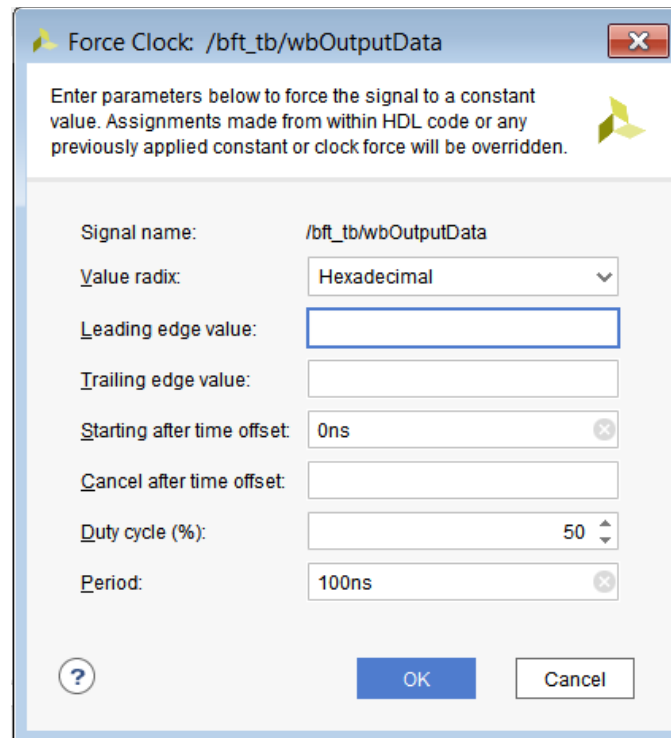 Force Clock: /bft_tb/wbOutputData
Enter parameters below to force the signal to a constant
value. Assignments made from within HDL code or any
previously applied constant or clock force will be overridden.
Signal name: /bft_tb/wbOutputData
Value radix: Hexadecimal
Leading edge value:
Trailing edge value:
Starting after time offset: 0ns
Cancel after time offset:
Duty cycle (%): 50
Period: 100ns
? OK Cancel